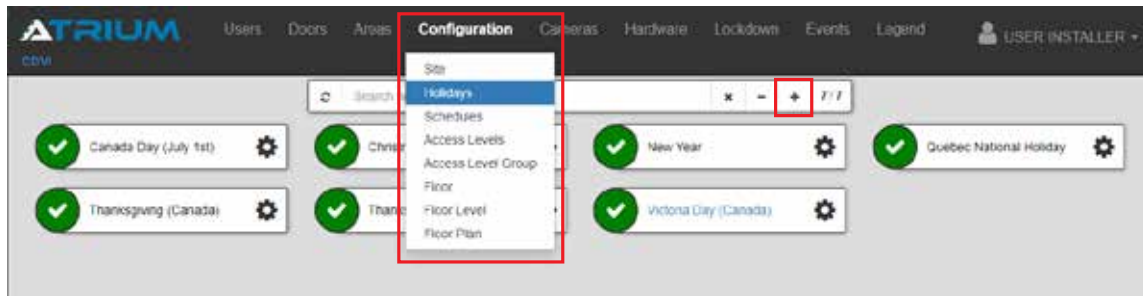 ATRIUM
CDVI
Users Doors Areas Configuration Cameras Hardware Lockdown Events Legend USER INSTALLER
Site
Holidays
Schedules
Access Levels
Access Level Group
Floor
Floor Level
Floor Plan
Search
7 / 7
Canada Day (July 1st)
Christ
New Year
Quebec National Holiday
Thanksgiving (Canada)
Thank
Victoria Day (Canada)